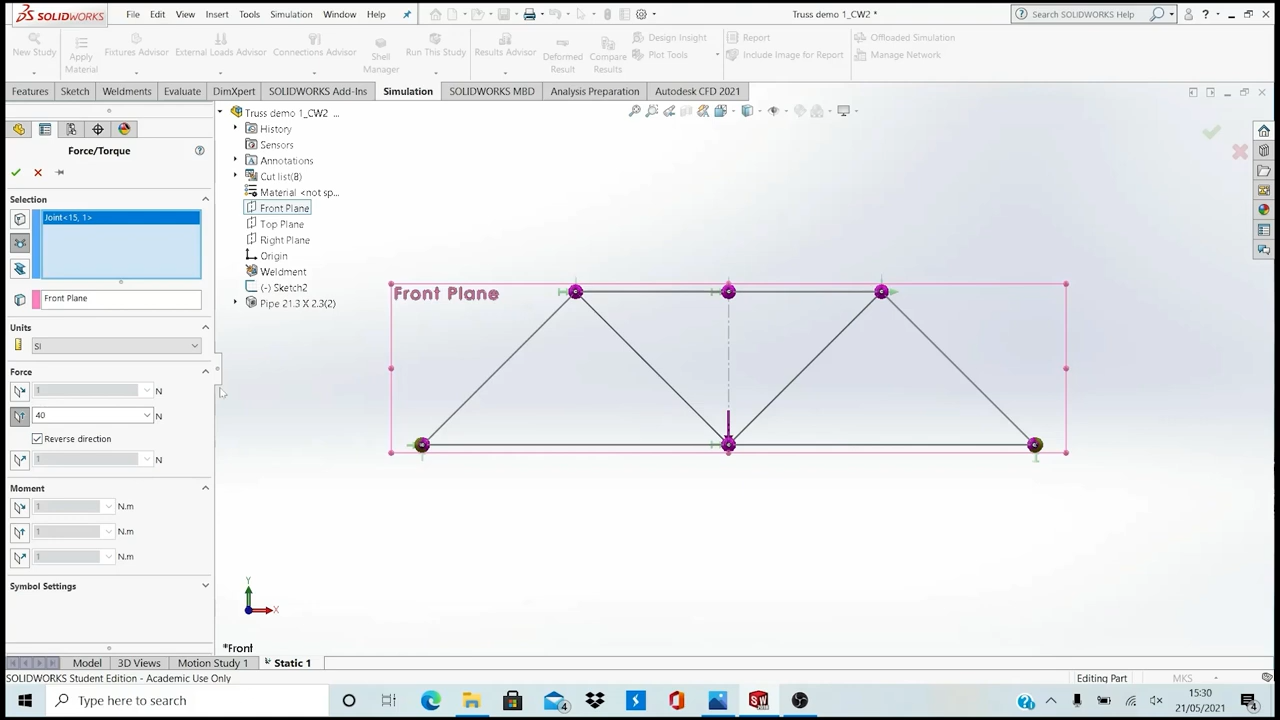 SOLIDWORKS File Edit View Insert Tools Simulation Window Help Truss demo 1_CW2 * Search SOLIDWORKS Help ?
New Study Apply Material Fixtures Advisor External Loads Advisor Connections Advisor Shell Manager Run This Study Results Advisor Deformed Result Compare Results Design Insight Plot Tools Report Include Image for Report Offloaded Simulation Manage Network
Features Sketch Weldments Evaluate DimXpert SOLIDWORKS Add-Ins Simulation SOLIDWORKS MBD Analysis Preparation Autodesk CFD 2021
Force/Torque
Selection
Joint<15, 1>
Front Plane
Units
SI
Force
1 N
40 N
Reverse direction
1 N
Moment
1 N.m
1 N.m
1 N.m
Symbol Settings
Truss demo 1_CW2 ...
History
Sensors
Annotations
Cut list(8)
Material <not sp...
Front Plane
Top Plane
Right Plane
Origin
Weldment
(-) Sketch2
Pipe 21.3 X 2.3(2)
Front Plane
Y
X
*Front
Model 3D Views Motion Study 1 Static 1
SOLIDWORKS Student Edition - Academic Use Only Editing Part MKS
Type here to search 4 15:30
21/05/2021 4